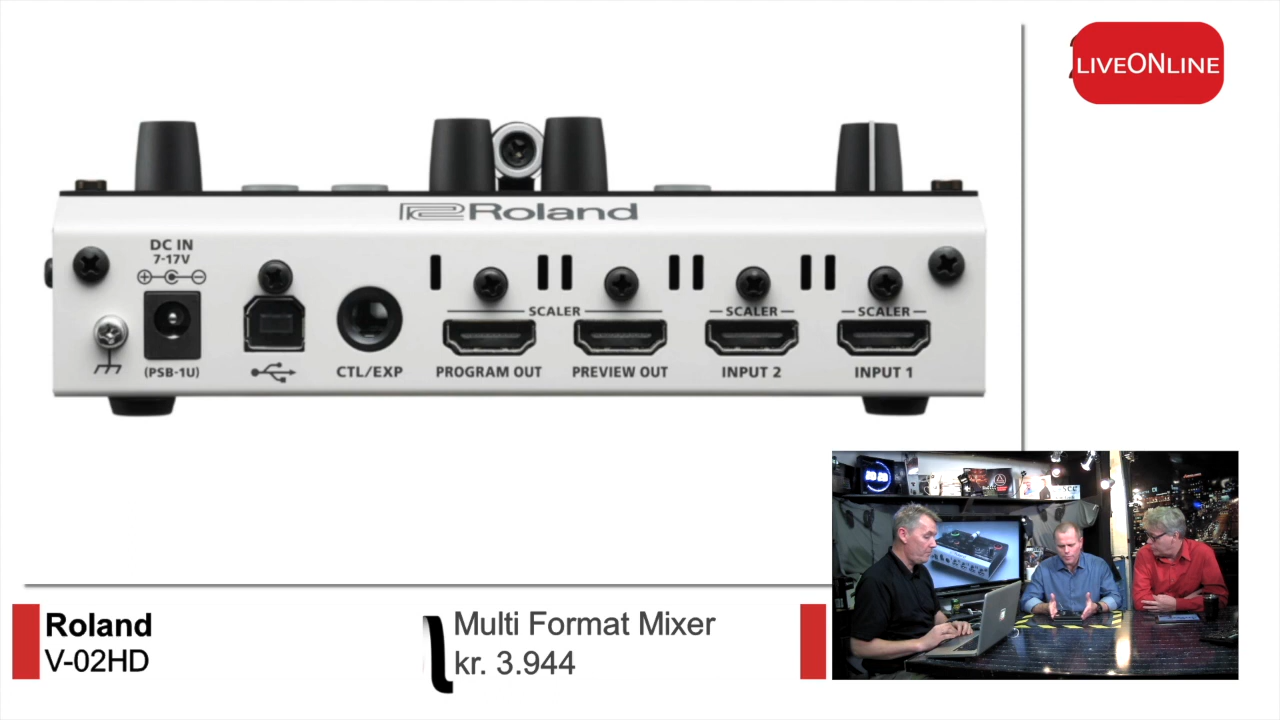 LIVEONLINE
Roland
DC IN
7-17V
SCALER
SCALER
SCALER
(PSB-1U)
CTL/EXP
PROGRAM OUT
PREVIEW OUT
INPUT 2
INPUT 1
Roland
V-02HD
Multi Format Mixer
kr. 3.944